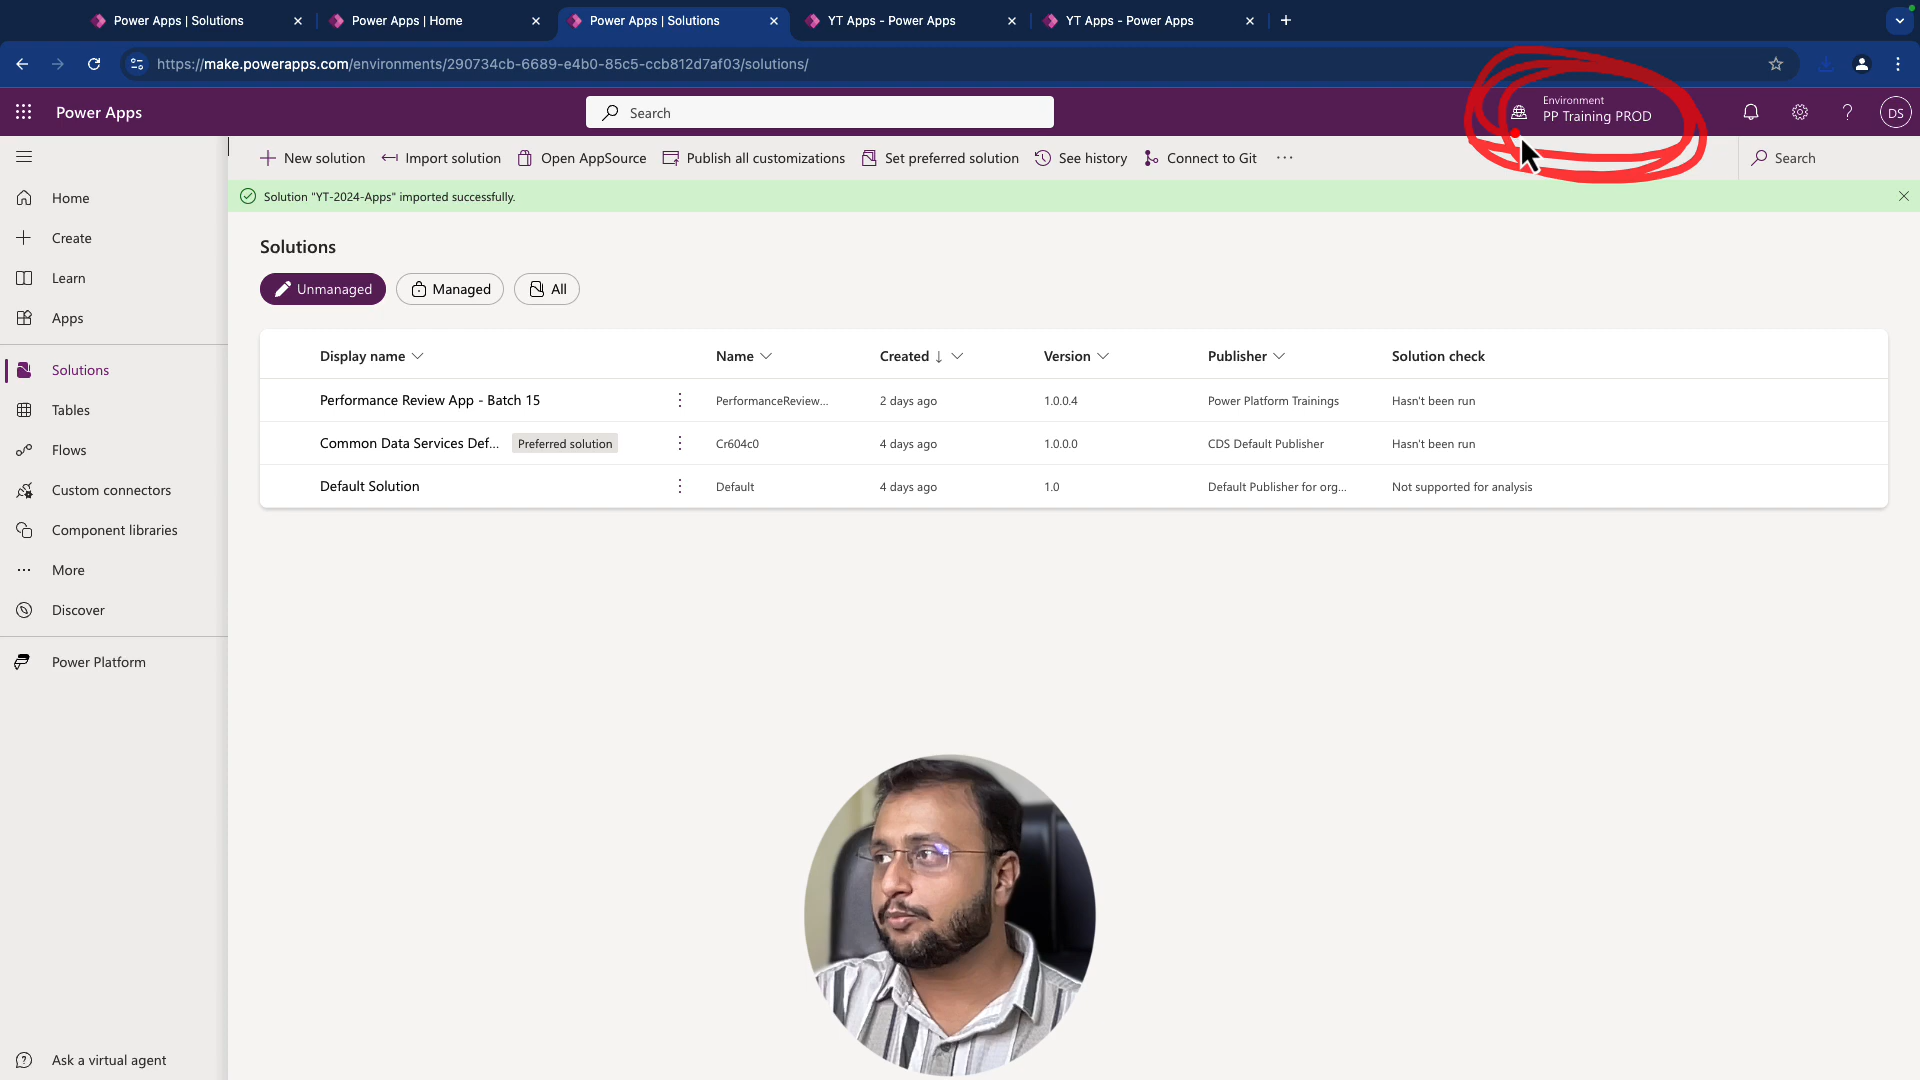 Power Apps | Solutions
Power Apps | Home
Power Apps | Solutions
YT Apps - Power Apps
YT Apps - Power Apps
https://make.powerapps.com/environments/290734cb-6689-e4b0-85c5-ccb812d7af03/solutions/
Power Apps
Search
Environment
PP Training PROD
?
DS
New solution
Import solution
Open AppSource
Publish all customizations
Set preferred solution
See history
Connect to Git
Search
Solution "YT-2024-Apps" imported successfully.
Home
Create
Learn
Apps
Solutions
Tables
Flows
Custom connectors
Component libraries
More
Discover
Power Platform
Ask a virtual agent
Solutions
Unmanaged
Managed
All
Display name Name Created ↓ Version Publisher Solution check
Performance Review App - Batch 15 PerformanceReview... 2 days ago 1.0.0.4 Power Platform Trainings Hasn't been run
Common Data Services Def... Preferred solution Cr604c0 4 days ago 1.0.0.0 CDS Default Publisher Hasn't been run
Default Solution Default 4 days ago 1.0 Default Publisher for org... Not supported for analysis